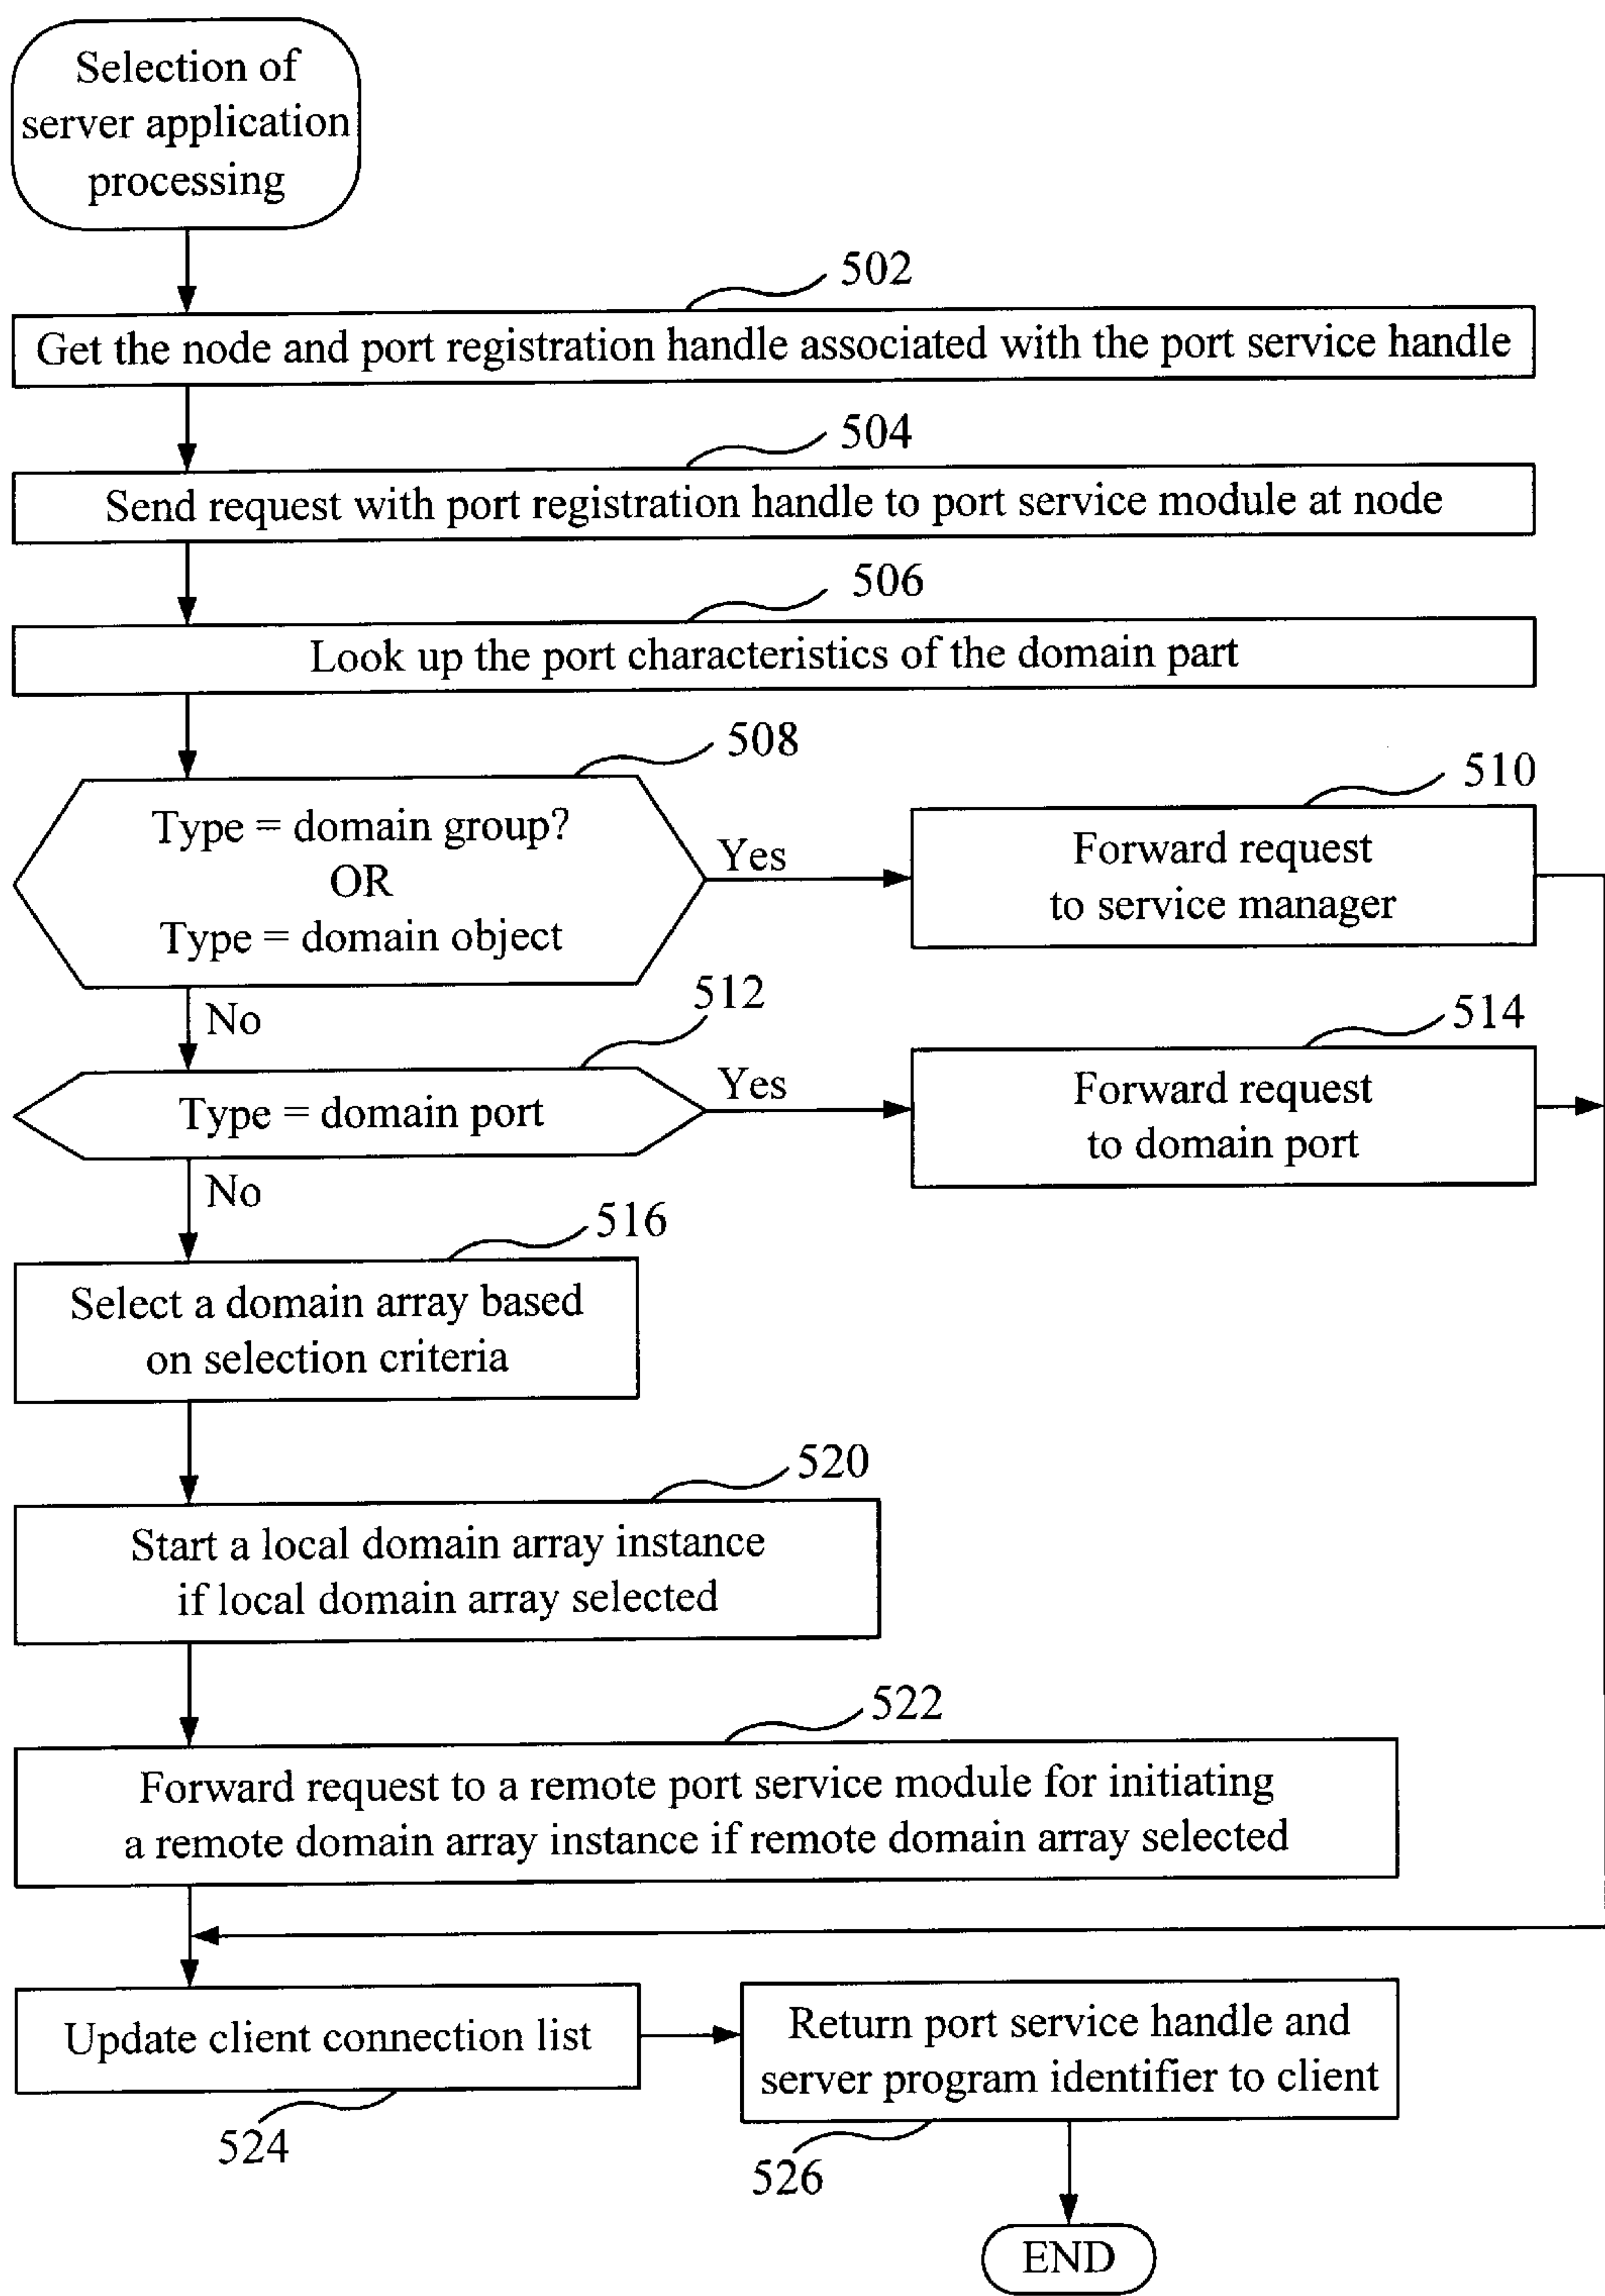 Selection of
server application
processing
502
Get the node and port registration handle associated with the port service handle
504
Send request with port registration handle to port service module at node
506
Look up the port characteristics of the domain part
508
Type = domain group?
OR
Type = domain object
Yes
510
Forward request
to service manager
No
512
Type = domain port
Yes
514
Forward request
to domain port
No
516
Select a domain array based
on selection criteria
520
Start a local domain array instance
if local domain array selected
522
Forward request to a remote port service module for initiating
a remote domain array instance if remote domain array selected
Update client connection list
524
Return port service handle and
server program identifier to client
526
END